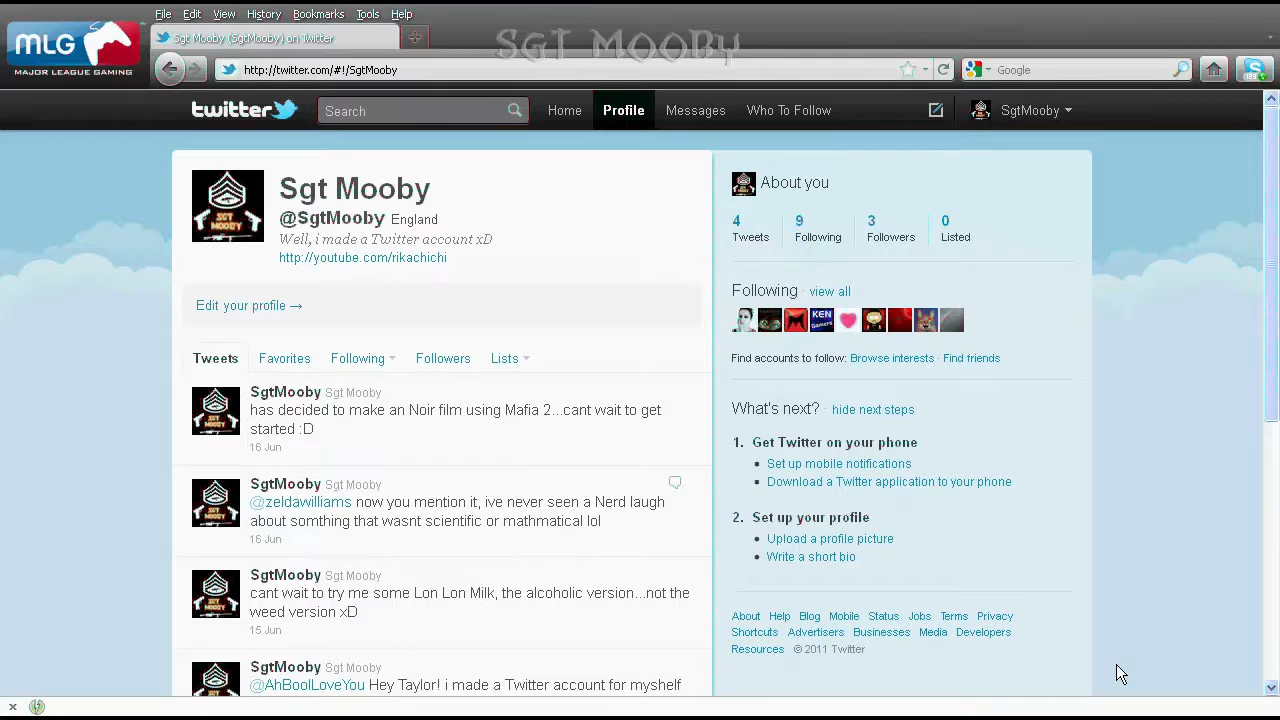 File Edit View History Bookmarks Tools Help
MLG
MAJOR LEAGUE GAMING
Sgt Mooby (SgtMooby) on Twitter
SGT MOOBY
http://twitter.com/#!/SgtMooby
Google
twitter
Search
Home Profile Messages Who To Follow
SgtMooby
Sgt Mooby
@SgtMooby England
Well, i made a Twitter account xD
http://youtube.com/rikachichi
Edit your profile →
Tweets Favorites Following Followers Lists
SgtMooby Sgt Mooby
has decided to make an Noir film using Mafia 2...cant wait to get
started :D
16 Jun
SgtMooby Sgt Mooby
@zeldawilliams now you mention it, ive never seen a Nerd laugh
about somthing that wasnt scientific or mathmatical lol
16 Jun
SgtMooby Sgt Mooby
cant wait to try me some Lon Lon Milk, the alcoholic version...not the
weed version xD
15 Jun
SgtMooby Sgt Mooby
@AhBoolLoveYou Hey Taylor! i made a Twitter account for myshelf
About you
4 9 3 0
Tweets Following Followers Listed
Following · view all
KEN
Gamers
Find accounts to follow: Browse interests · Find friends
What's next? · hide next steps
1. Get Twitter on your phone
• Set up mobile notifications
• Download a Twitter application to your phone
2. Set up your profile
• Upload a profile picture
• Write a short bio
About Help Blog Mobile Status Jobs Terms Privacy
Shortcuts Advertisers Businesses Media Developers
Resources © 2011 Twitter